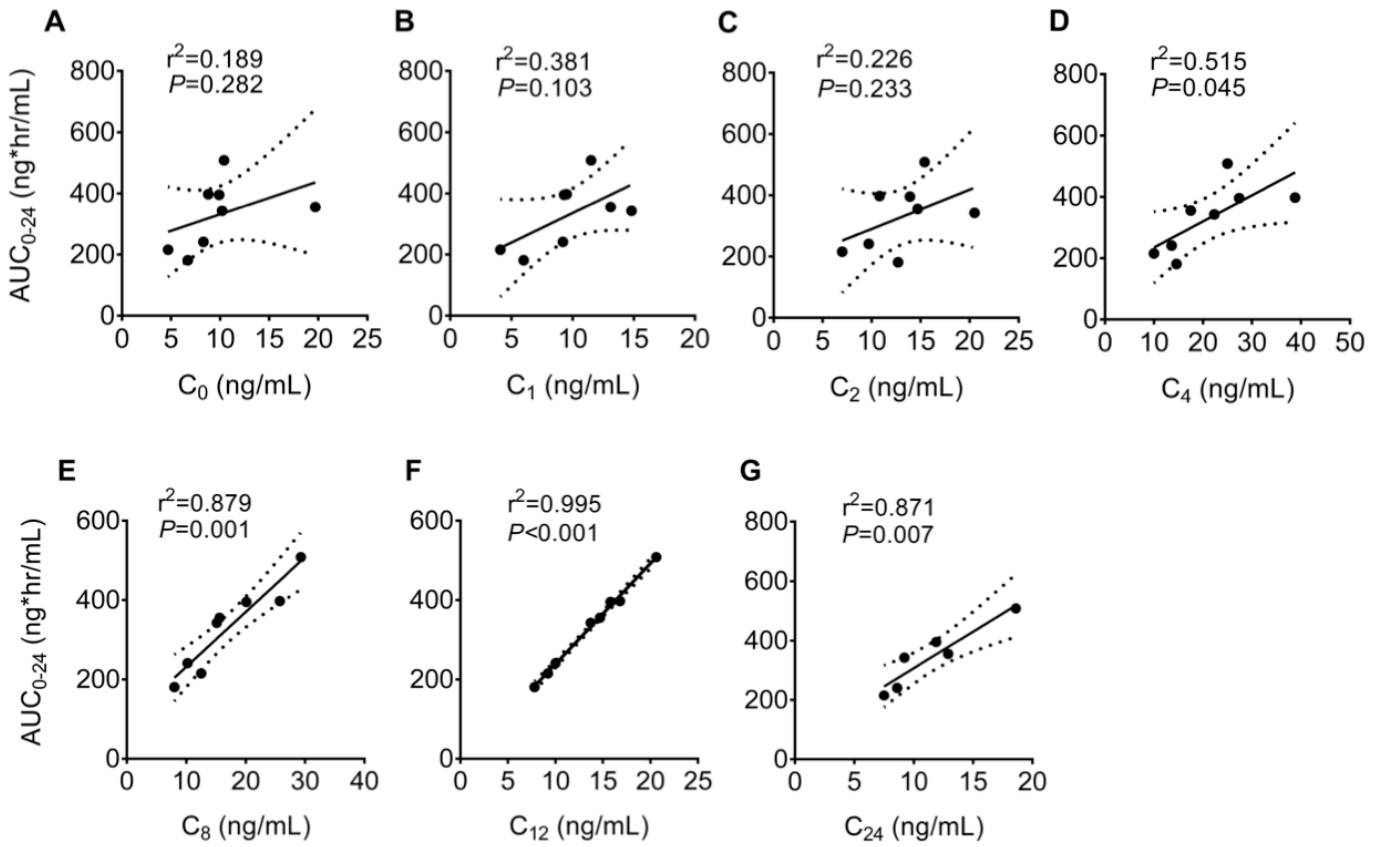 A
r²=0.189
P=0.282
AUC₀₋₂₄ (ng*hr/mL)
800
600
400
200
0
0 5 10 15 20 25
C₀ (ng/mL)
B
r²=0.381
P=0.103
800
600
400
200
0
0 5 10 15 20
C₁ (ng/mL)
C
r²=0.226
P=0.233
800
600
400
200
0
0 5 10 15 20 25
C₂ (ng/mL)
D
r²=0.515
P=0.045
800
600
400
200
0
0 10 20 30 40 50
C₄ (ng/mL)
E
r²=0.879
P=0.001
AUC₀₋₂₄ (ng*hr/mL)
600
400
200
0
0 10 20 30 40
C₈ (ng/mL)
F
r²=0.995
P<0.001
600
400
200
0
0 5 10 15 20 25
C₁₂ (ng/mL)
G
r²=0.871
P=0.007
800
600
400
200
0
0 5 10 15 20
C₂₄ (ng/mL)